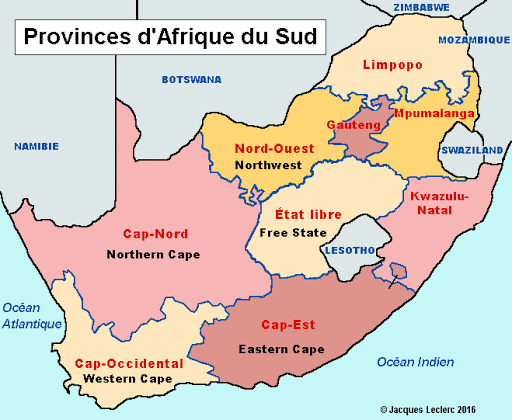 ZIMBABWE
Provinces d'Afrique du Sud
MOZAMBIQUE
Limpopo
BOTSWANA
Mpumalanga
Gauteng
NAMIBIE
Nord-Ouest
Northwest
SWAZILAND
Kwazulu-
Natal
État libre
Free State
Cap-Nord
Northern Cape
LESOTHO
Océan
Atlantique
Cap-Est
Eastern Cape
Cap-Occidental
Western Cape
Océan Indien
© Jacques Leclerc 2016